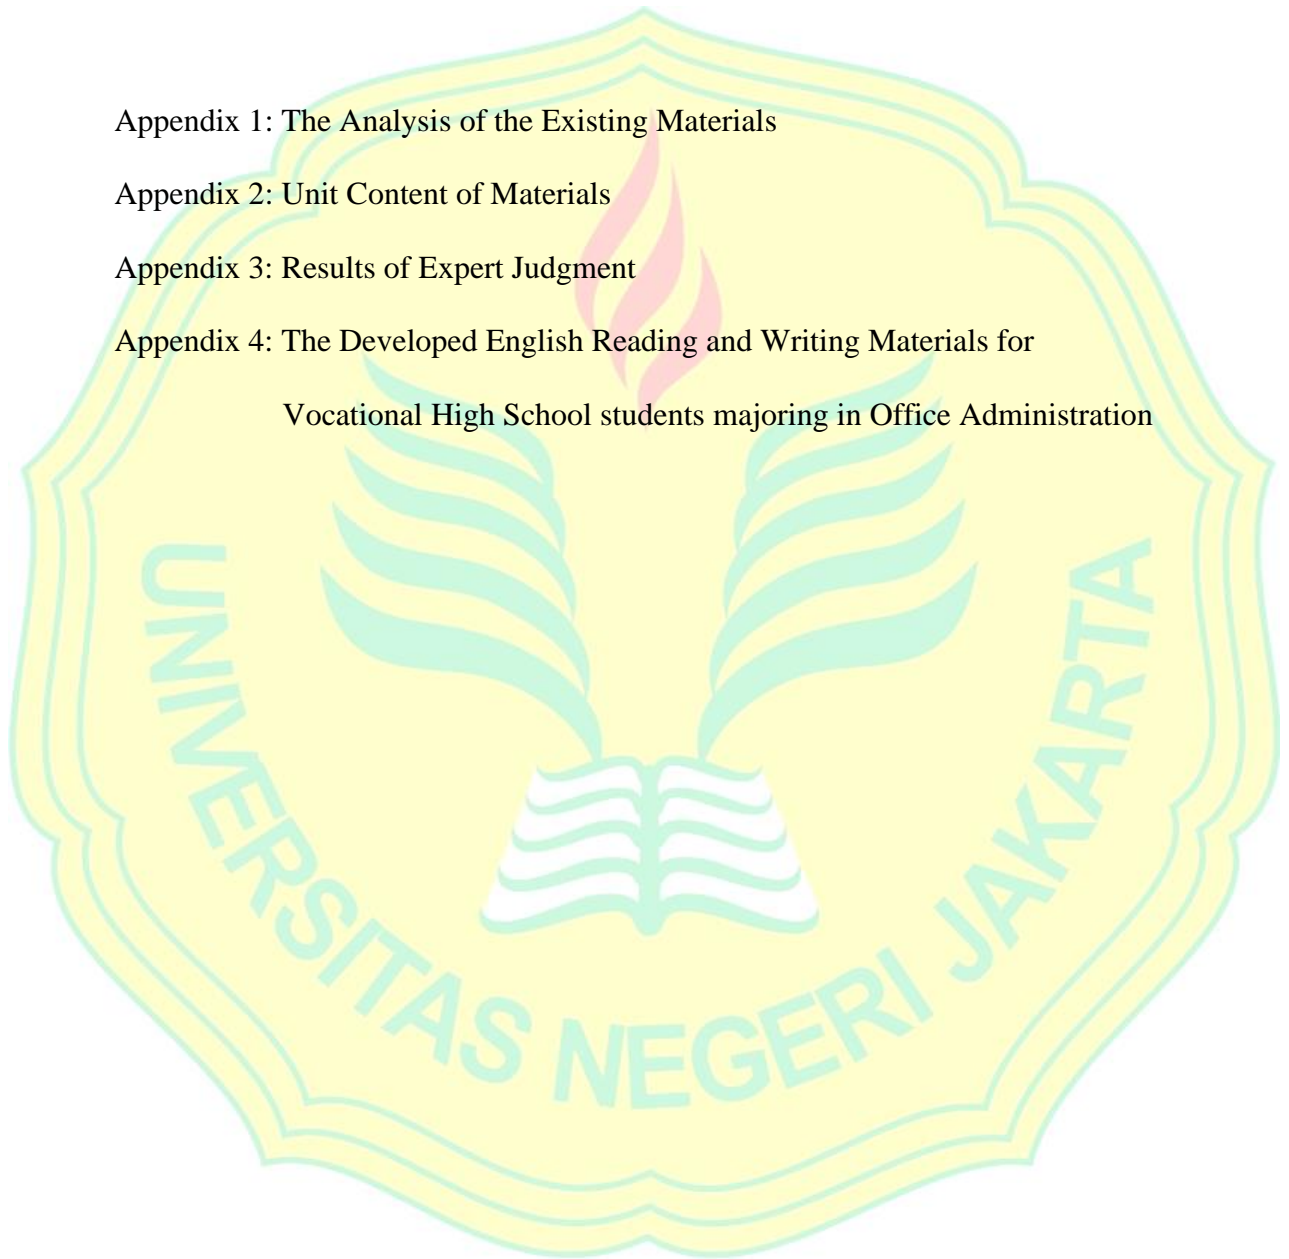 Appendix 1: The Analysis of the Existing Materials
Appendix 2: Unit Content of Materials
Appendix 3: Results of Expert Judgment
Appendix 4: The Developed English Reading and Writing Materials for
Vocational High School students majoring in Office Administration
UNIVERSITAS NEGERI JAKARTA